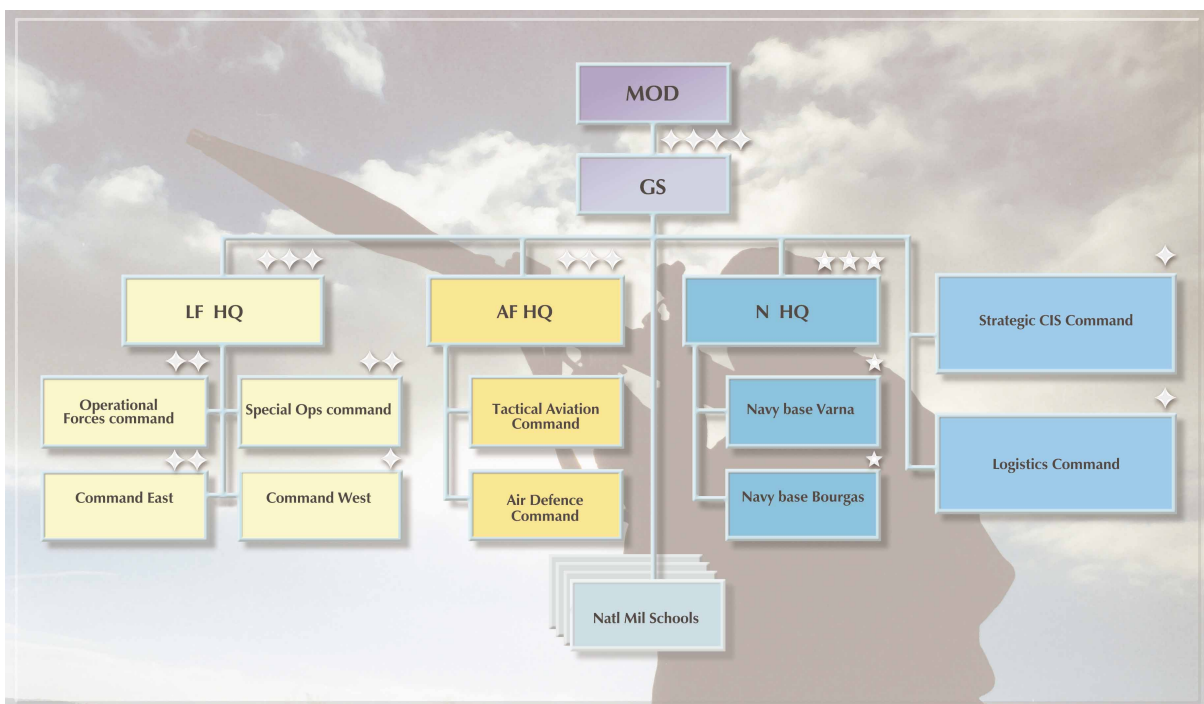 MOD
GS
LF HQ
AF HQ
N HQ
Strategic CIS Command
Operational
Forces command
Special Ops command
Tactical Aviation
Command
Navy base Varna
Logistics Command
Command East
Command West
Air Defence
Command
Navy base Bourgas
Natl Mil Schools